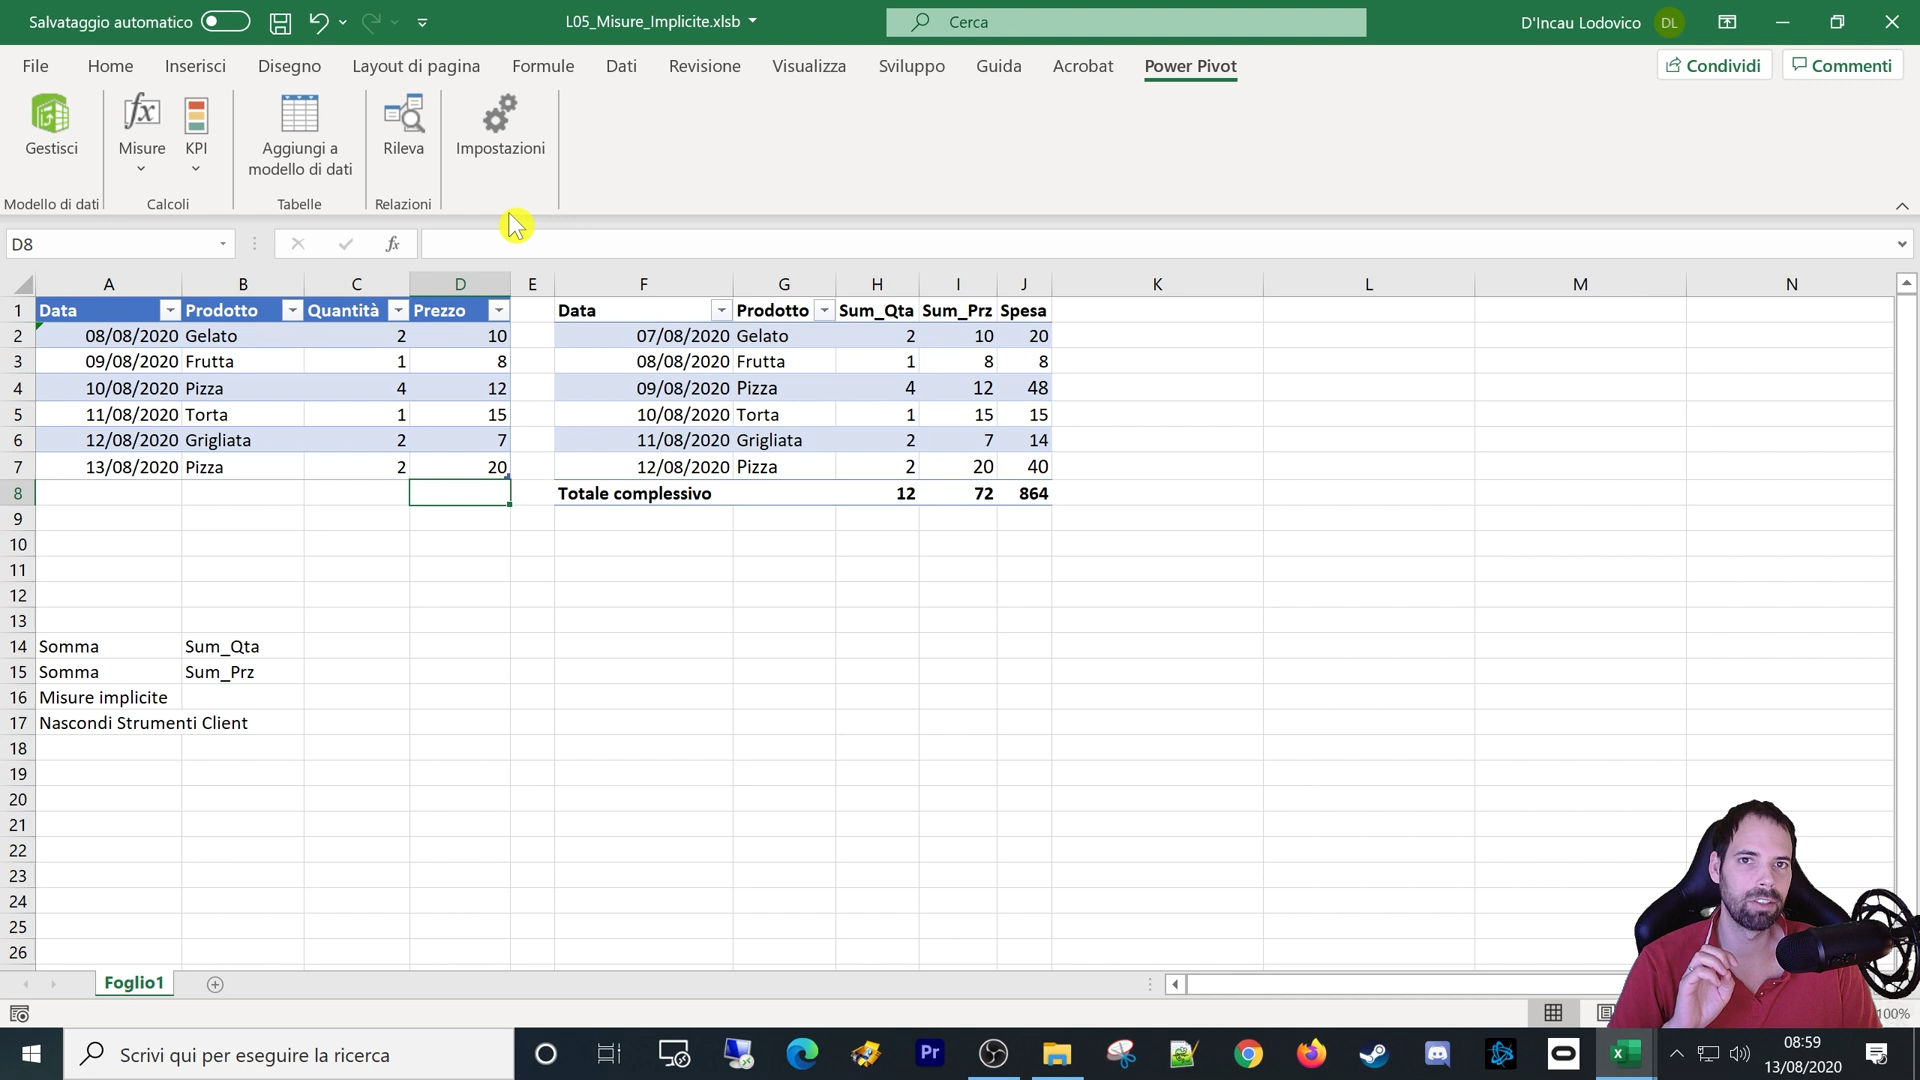 Salvataggio automatico
L05_Misure_Implicite.xlsb
Cerca
D'Incau Lodovico DL
File Home Inserisci Disegno Layout di pagina Formule Dati Revisione Visualizza Sviluppo Guida Acrobat Power Pivot Condividi Commenti
Gestisci Misure KPI Aggiungi a modello di dati Rileva Impostazioni
Modello di dati Calcoli Tabelle Relazioni
D8 fx
A B C D E F G H I J K L M N
1 Data Prodotto Quantità Prezzo Data Prodotto Sum_Qta Sum_Prz Spesa
2 08/08/2020 Gelato 2 10 07/08/2020 Gelato 2 10 20
3 09/08/2020 Frutta 1 8 08/08/2020 Frutta 1 8 8
4 10/08/2020 Pizza 4 12 09/08/2020 Pizza 4 12 48
5 11/08/2020 Torta 1 15 10/08/2020 Torta 1 15 15
6 12/08/2020 Grigliata 2 7 11/08/2020 Grigliata 2 7 14
7 13/08/2020 Pizza 2 20 12/08/2020 Pizza 2 20 40
8 Totale complessivo 12 72 864
9
10
11
12
13
14 Somma Sum_Qta
15 Somma Sum_Prz
16 Misure implicite
17 Nascondi Strumenti Client
18
19
20
21
22
23
24
25
26
Foglio1
100%
Scrivi qui per eseguire la ricerca
Pr
08:59
13/08/2020